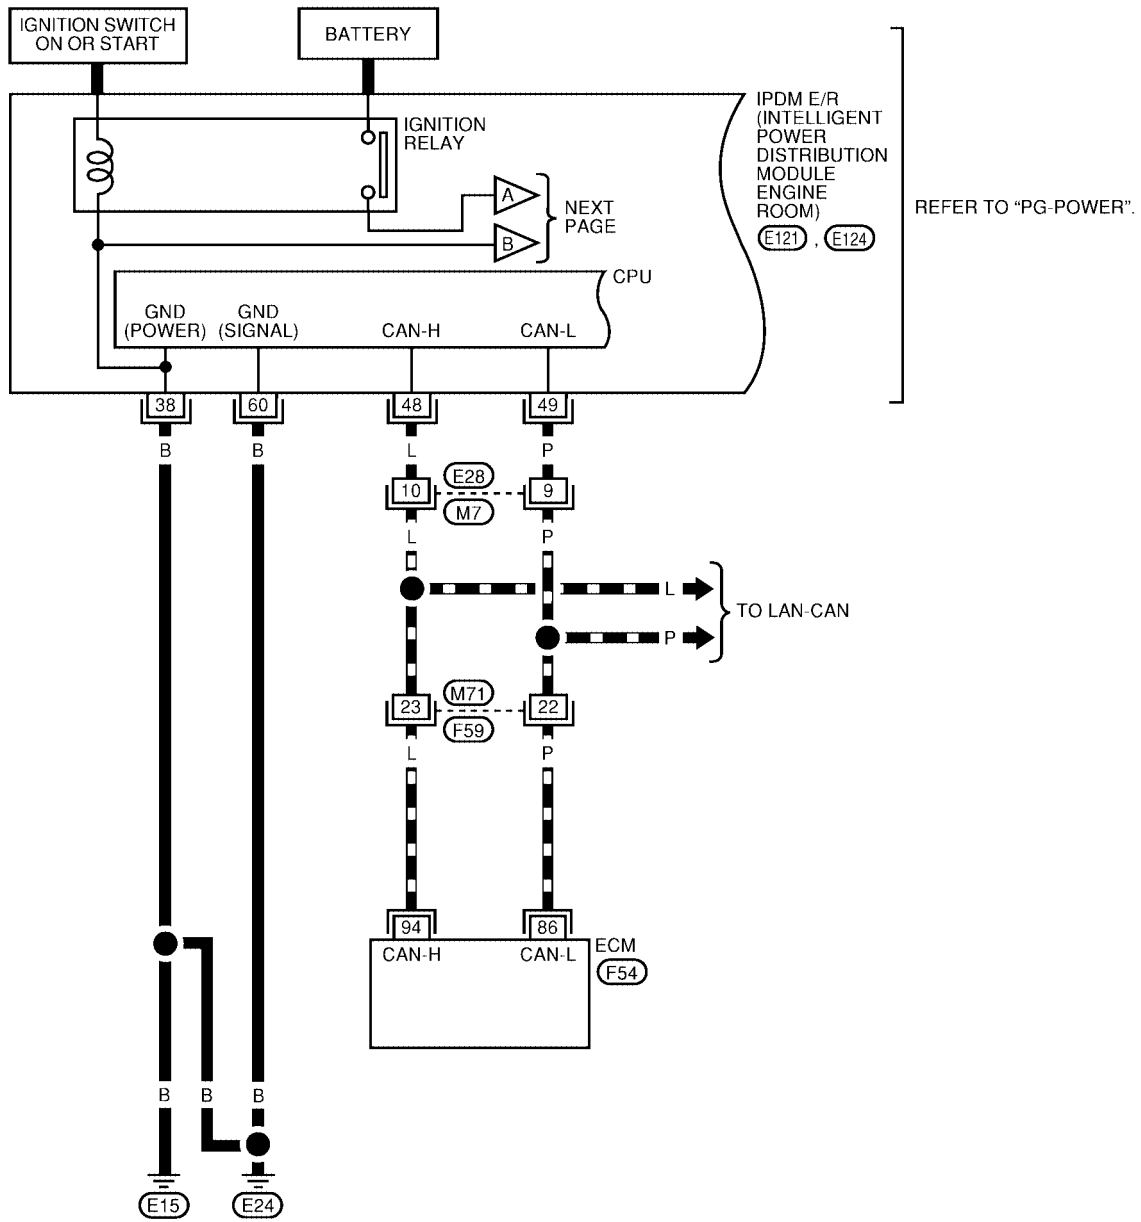 IGNITION SWITCH
ON OR START
BATTERY
IPDM E/R
(INTELLIGENT
POWER
DISTRIBUTION
MODULE
ENGINE
ROOM)
E121 , E124
REFER TO “PG-POWER”.
IGNITION
RELAY
A
B
NEXT
PAGE
CPU
GND
(POWER)
GND
(SIGNAL)
CAN-H
CAN-L
38
60
48
49
B
B
L
P
E28
10
9
M7
L
P
L
TO LAN-CAN
P
M71
23
22
F59
L
P
94
86
CAN-H
CAN-L
ECM
F54
B
B
B
E15
E24